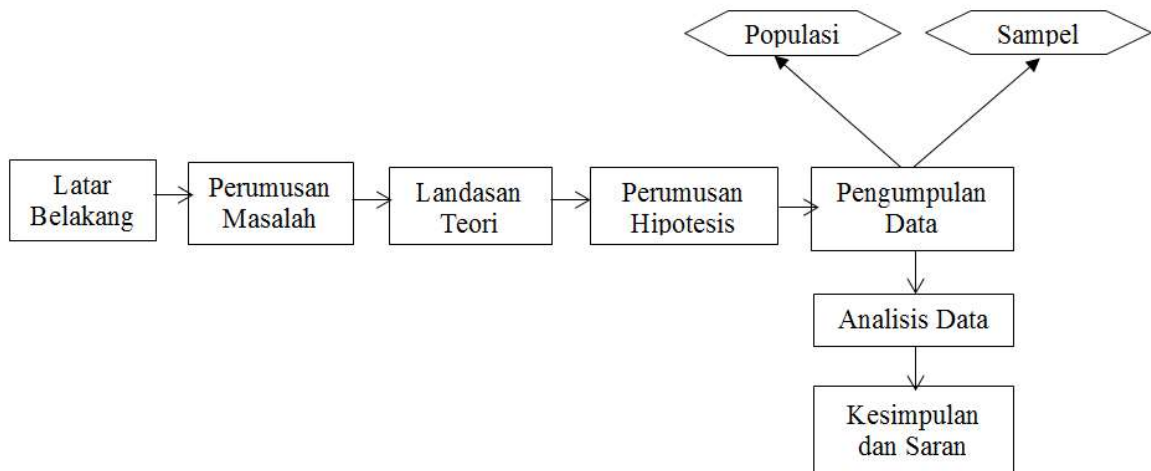 Populasi
Sampel
Latar
Belakang
Perumusan
Masalah
Landasan
Teori
Perumusan
Hipotesis
Pengumpulan
Data
Analisis Data
Kesimpulan
dan Saran